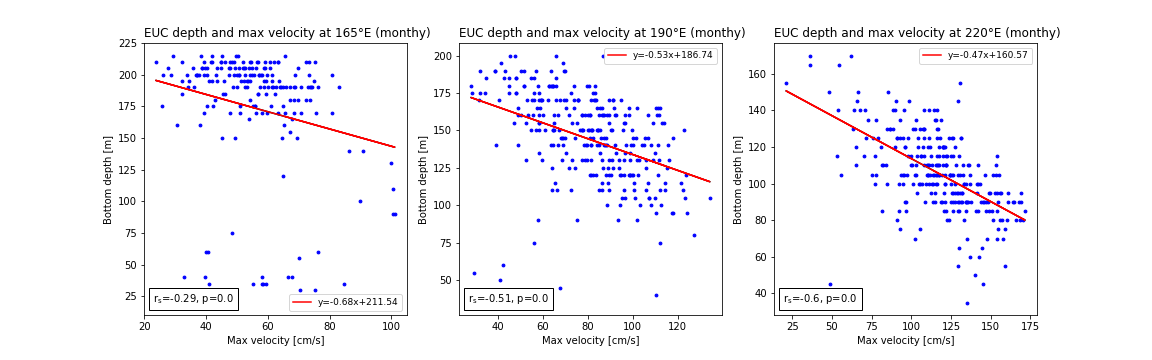 EUC depth and max velocity at 165°E (monthy)
225
200
175
150
125
100
75
50
25
Bottom depth [m]
rs=-0.29, p=0.0
y=-0.68x+211.54
20 40 60 80 100
Max velocity [cm/s]
EUC depth and max velocity at 190°E (monthy)
y=-0.53x+186.74
200
175
150
125
100
75
50
Bottom depth [m]
rs=-0.51, p=0.0
40 60 80 100 120
Max velocity [cm/s]
EUC depth and max velocity at 220°E (monthy)
y=-0.47x+160.57
160
140
120
100
80
60
40
Bottom depth [m]
rs=-0.6, p=0.0
25 50 75 100 125 150 175
Max velocity [cm/s]